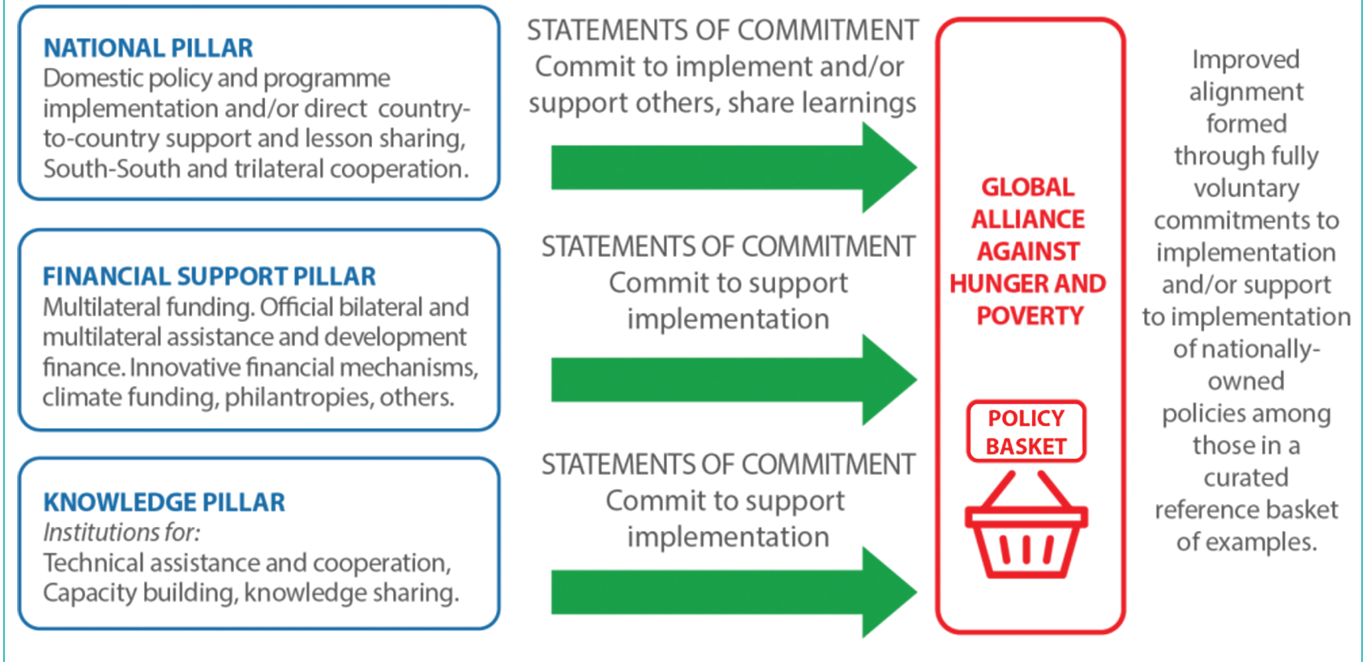 NATIONAL PILLAR
Domestic policy and programme
implementation and/or direct country-
to-country support and lesson sharing,
South-South and trilateral cooperation.
STATEMENTS OF COMMITMENT
Commit to implement and/or
support others, share learnings
FINANCIAL SUPPORT PILLAR
Multilateral funding. Official bilateral and
multilateral assistance and development
finance. Innovative financial mechanisms,
climate funding, philantropies, others.
STATEMENTS OF COMMITMENT
Commit to support
implementation
KNOWLEDGE PILLAR
Institutions for:
Technical assistance and cooperation,
Capacity building, knowledge sharing.
STATEMENTS OF COMMITMENT
Commit to support
implementation
GLOBAL
ALLIANCE
AGAINST
HUNGER AND
POVERTY
POLICY
BASKET
Improved
alignment
formed
through fully
voluntary
commitments to
implementation
and/or support
to implementation
of nationally-
owned
policies among
those in a
curated
reference basket
of examples.